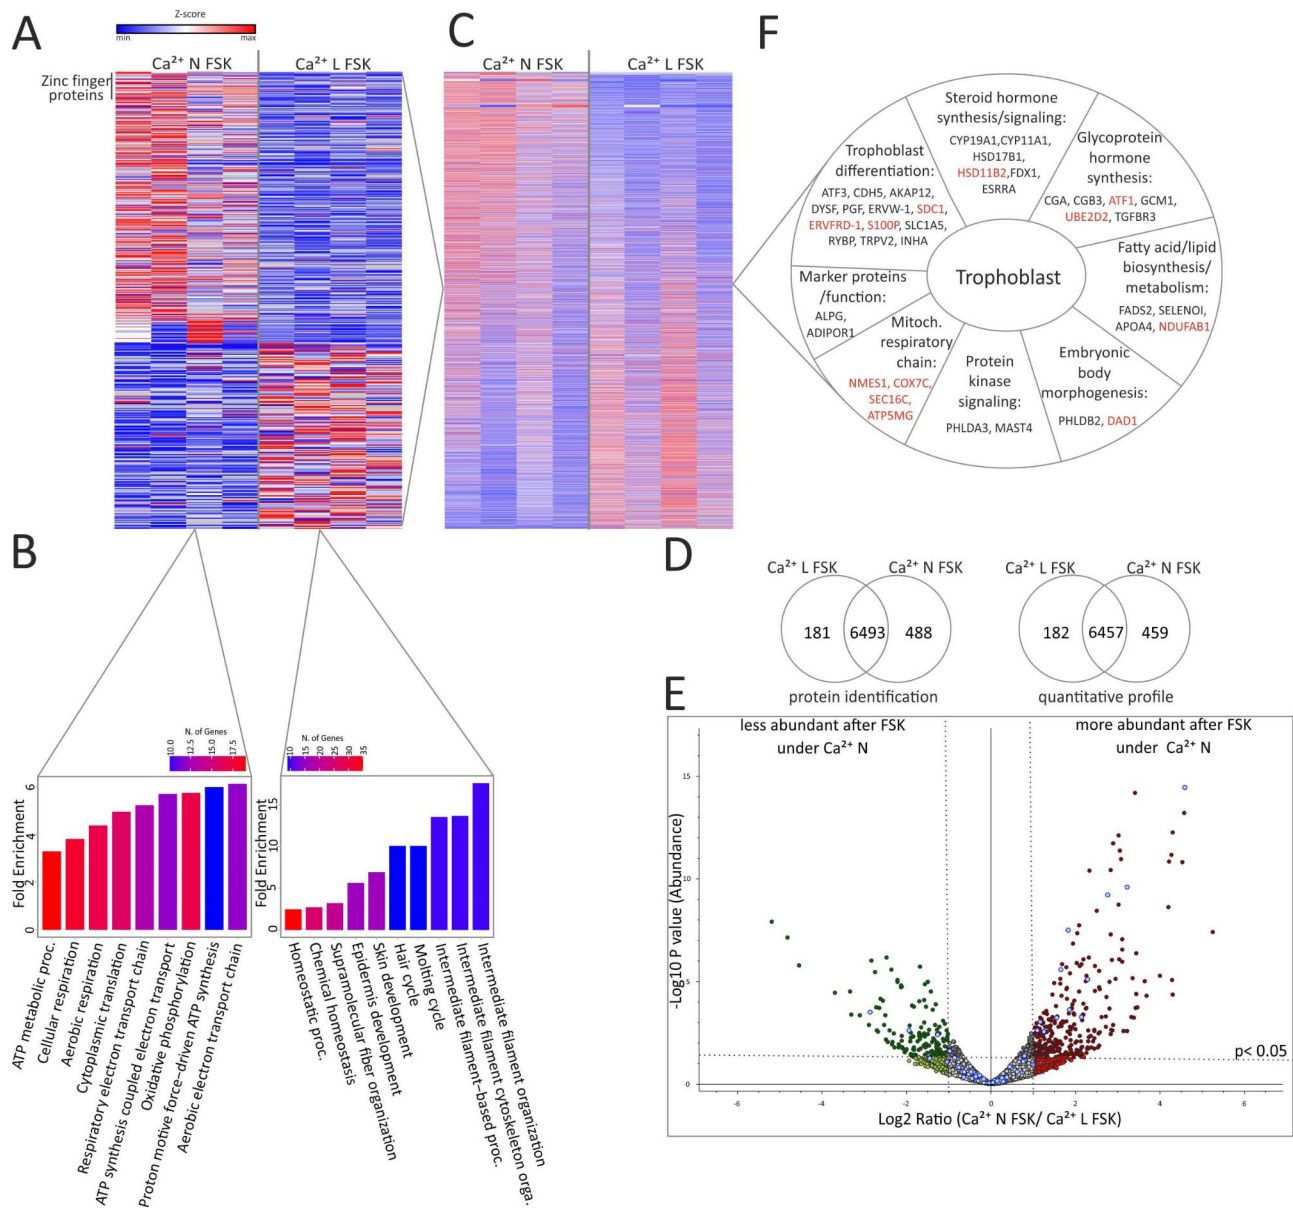 A
Z-score
min
max
Ca²⁺ N FSK
Ca²⁺ L FSK
Zinc finger
proteins
C
Ca²⁺ N FSK
Ca²⁺ L FSK
F
Steroid hormone
synthesis/signaling:
CYP19A1,CYP11A1,
HSD17B1,
HSD11B2,FDX1,
ESRRA
Glycoprotein
hormone
synthesis:
CGA, CGB3, ATF1, GCM1,
UBE2D2, TGFBR3
Trophoblast
differentiation:
ATF3, CDH5, AKAP12,
DYSF, PGF, ERVW-1, SDC1,
ERVFRD-1, S100P, SLC1A5,
RYBP, TRPV2, INHA
Trophoblast
Fatty acid/lipid
biosynthesis/
metabolism:
FADS2, SELENOI,
APOA4, NDUFAB1
Marker proteins
/function:
ALPG,
ADIPOR1
Mitoch.
respiratory
chain:
NMES1, COX7C,
SEC16C,
ATP5MG
Protein
kinase
signaling:
PHLDA3, MAST4
Embryonic
body
morphogenesis:
PHLDB2, DAD1
B
N. of Genes
10.0
12.5
15.0
17.5
Fold Enrichment
0
2
4
6
ATP metabolic proc.
Cellular respiration
Aerobic respiration
Cytoplasmic translation
Respiratory electron transport chain
ATP synthesis coupled electron transport
Oxidative phosphorylation
Proton motive force-driven ATP synthesis
Aerobic electron transport chain
N. of Genes
10
15
20
25
30
35
Fold Enrichment
0
5
10
15
Homeostatic proc.
Chemical homeostasis
Supramolecular fiber organization
Epidermis development
Skin development
Hair cycle
Molting cycle
Intermediate filament-based proc.
Intermediate filament cytoskeleton orga.
Intermediate filament organization
D
Ca²⁺ L FSK
Ca²⁺ N FSK
181
6493
488
protein identification
Ca²⁺ L FSK
Ca²⁺ N FSK
182
6457
459
quantitative profile
E
less abundant after FSK
under Ca²⁺ N
more abundant after FSK
under Ca²⁺ N
-Log10 P value (Abundance)
15
10
5
0
p< 0.05
-6
-4
-2
0
2
4
6
Log2 Ratio (Ca²⁺ N FSK/ Ca²⁺ L FSK)